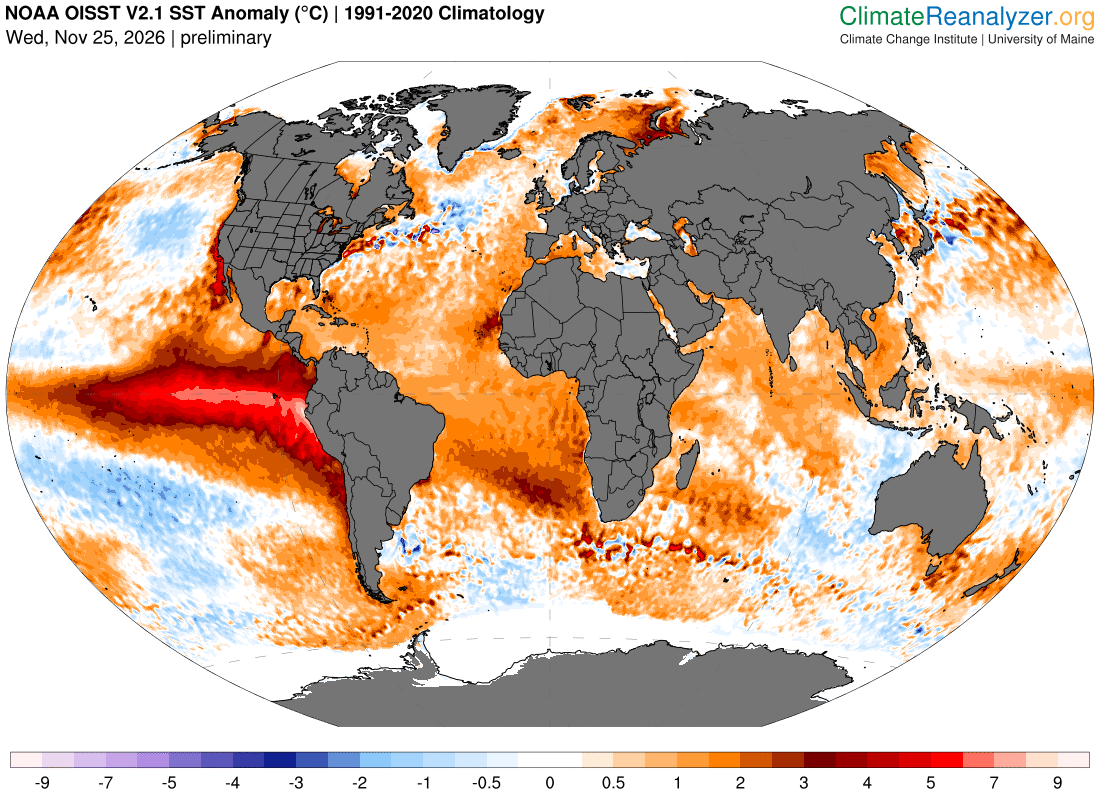 NOAA OISST V2.1 SST Anomaly (°C) | 1991-2020 Climatology
Wed, Nov 25, 2026 | preliminary
ClimateReanalyzer.org
Climate Change Institute | University of Maine
-9 -7 -5 -4 -3 -2 -1 -0.5 0 0.5 1 2 3 4 5 7 9